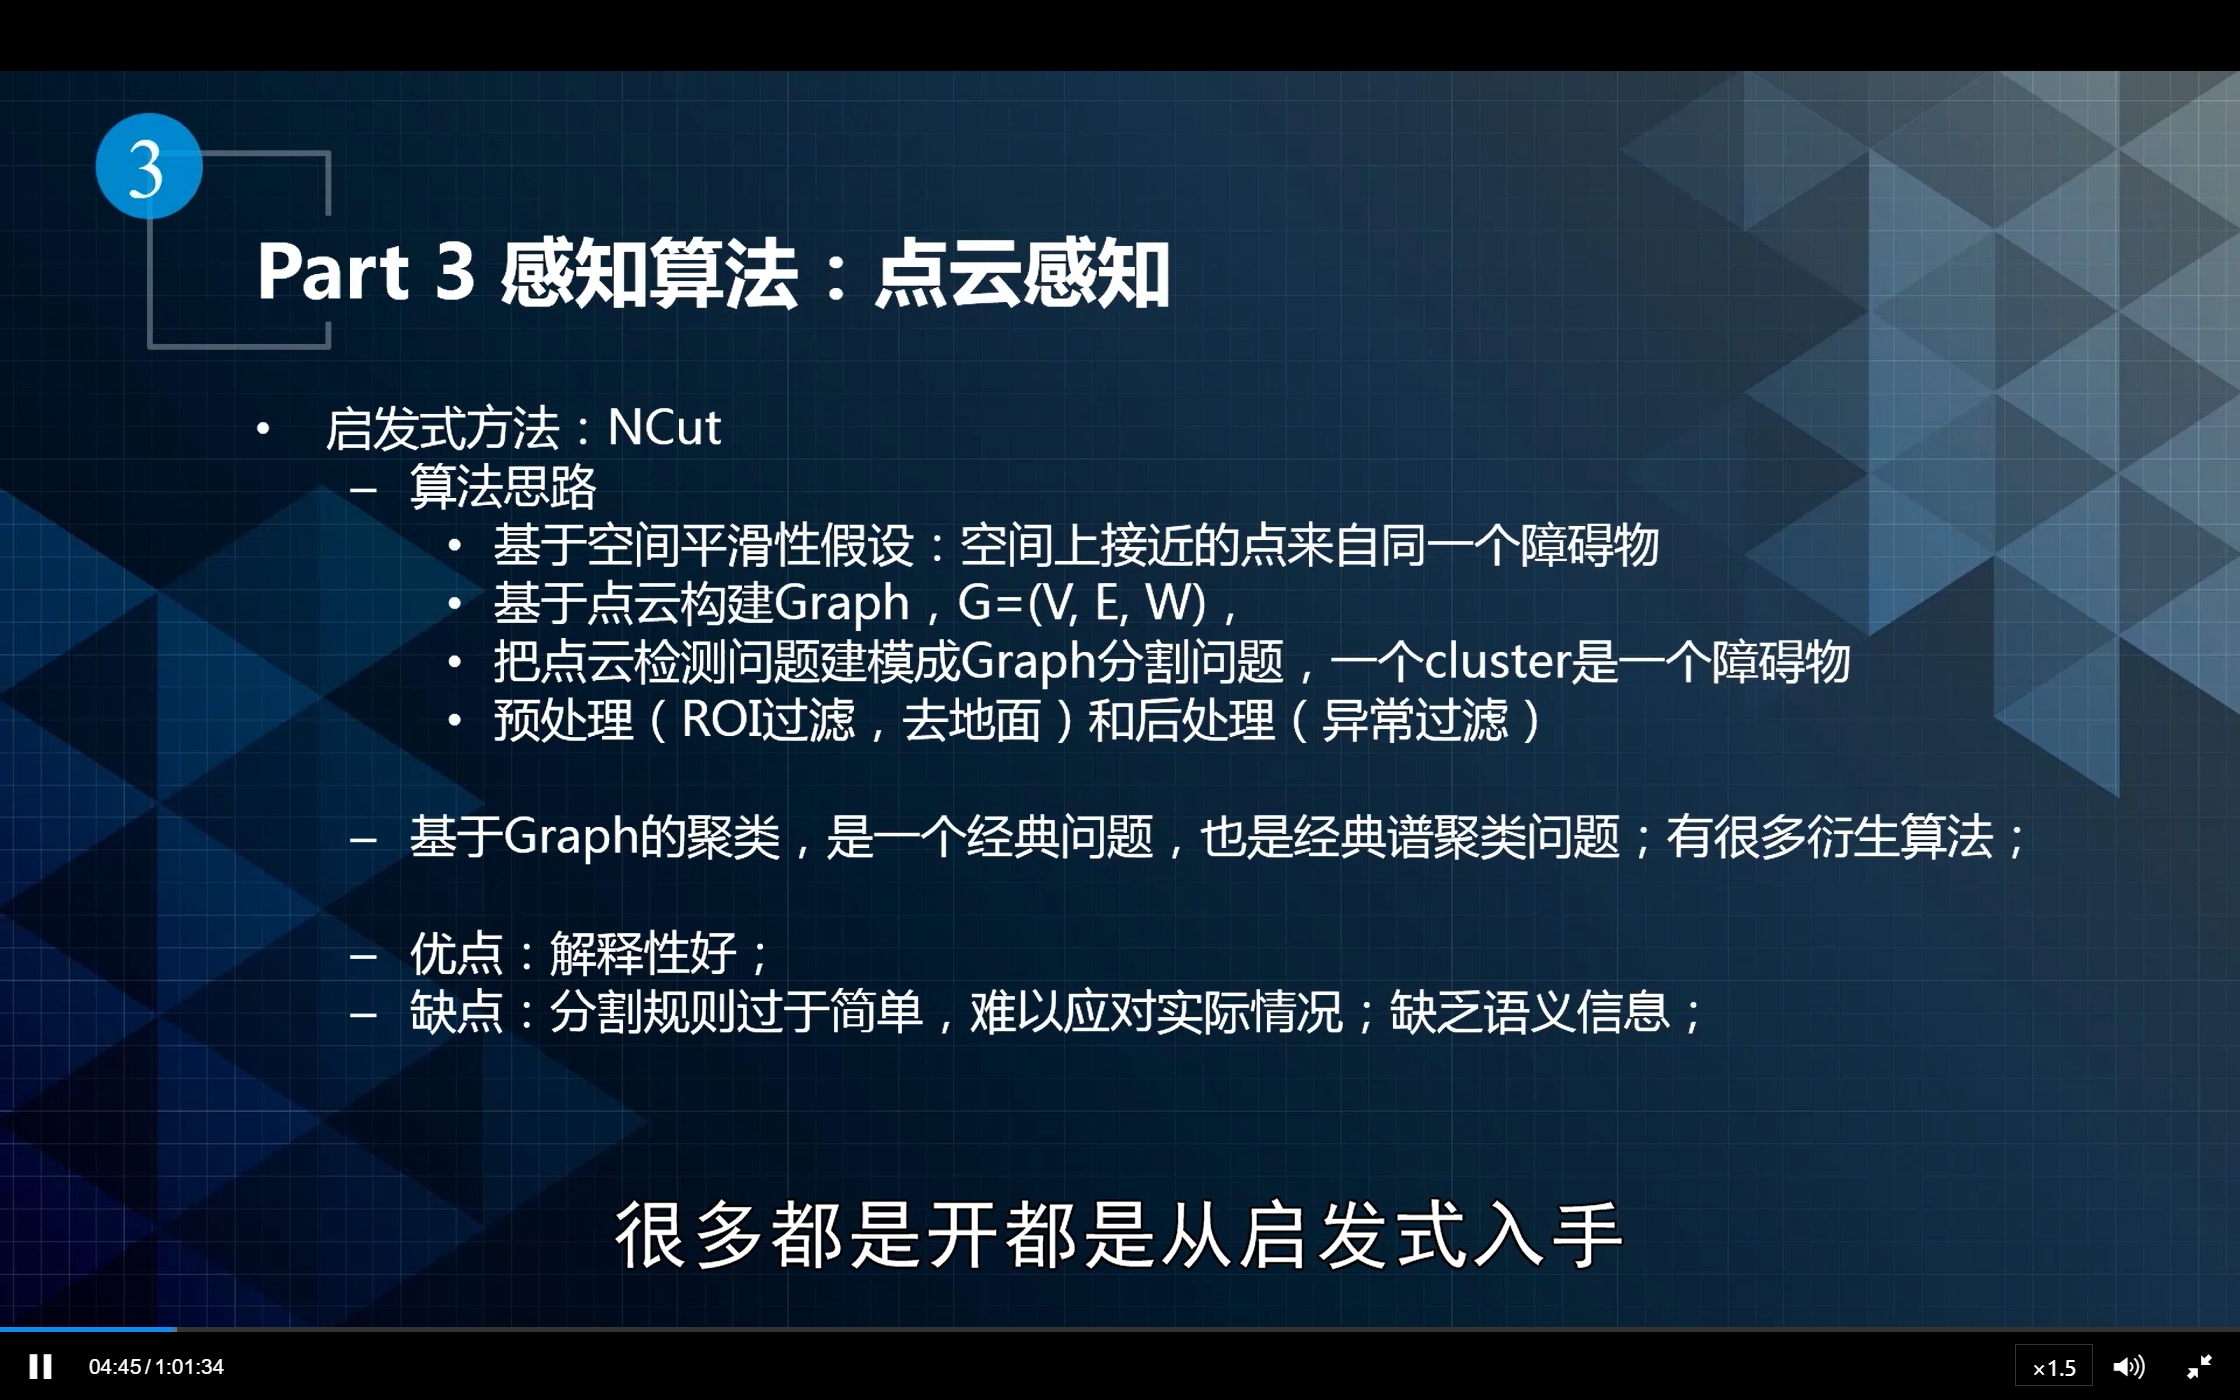 3
Part 3 感知算法：点云感知
• 启发式方法：NCut
– 算法思路
• 基于空间平滑性假设：空间上接近的点来自同一个障碍物
• 基于点云构建Graph，G=(V, E, W)，
• 把点云检测问题建模成Graph分割问题，一个cluster是一个障碍物
• 预处理（ROI过滤，去地面）和后处理（异常过滤）
– 基于Graph的聚类，是一个经典问题，也是经典谱聚类问题；有很多衍生算法；
– 优点：解释性好；
– 缺点：分割规则过于简单，难以应对实际情况；缺乏语义信息；
很多都是开都是从启发式入手
04:45/1:01:34
×1.5